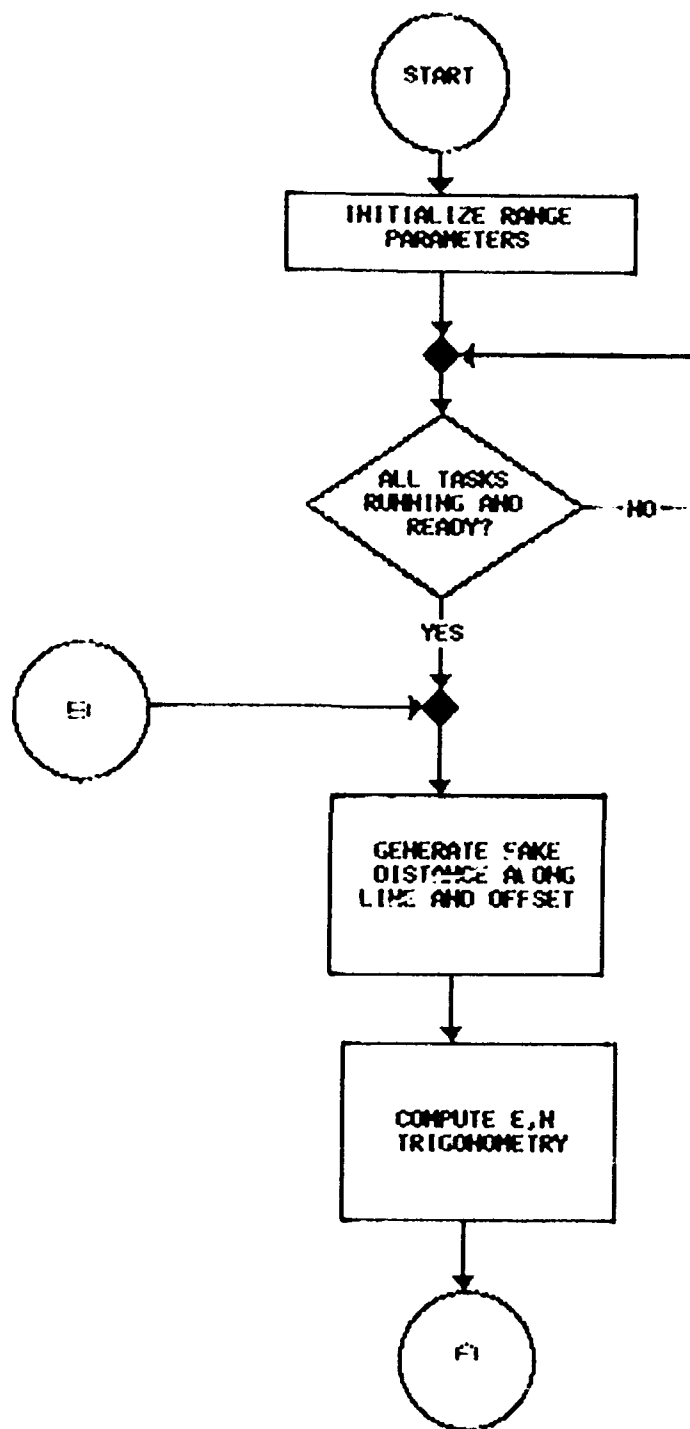 START
INITIALIZE RANGE
PARAMETERS
ALL TASKS
RUNNING AND
READY?
NO
YES
GENERATE FAKE
DISTANCE ALONG
LINE AND OFFSET
COMPUTE E,N
TRIGONOMETRY